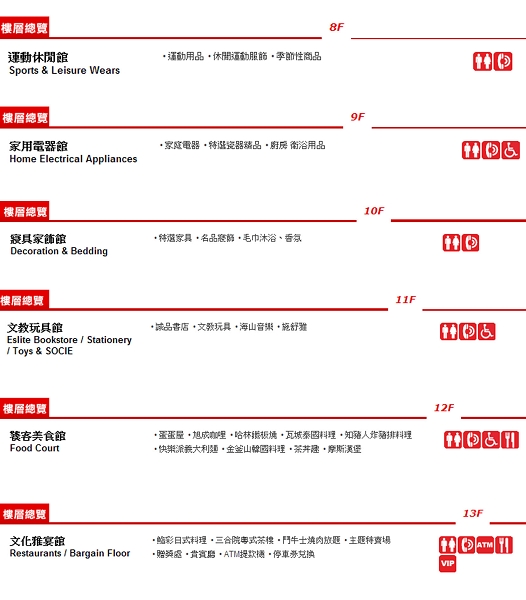 樓層總覽 8F
運動休閒館 •運動用品 •休閒運動服飾 •季節性商品
Sports & Leisure Wears
樓層總覽 9F
家用電器館 •家庭電器 •特選瓷器精品 •廚房 衛浴用品
Home Electrical Appliances
樓層總覽 10F
寢具家飾館 •特選家具 •名品寢飾 •毛巾沐浴、香氛
Decoration & Bedding
樓層總覽 11F
文教玩具館 •誠品書店 •文教玩具 •海山音樂 •施舒雅
Eslite Bookstore / Stationery
/ Toys & SOCIE
樓層總覽 12F
饕客美食館 •蛋蛋屋 •旭成咖哩 •哈林鐵板燒 •瓦城泰國料理 •知豬人炸豬排料理
Food Court •快樂派義大利麵 •金釜山韓國料理 •茶丼趣 •摩斯漢堡
樓層總覽 13F
文化雅宴館 •鮨彩日式料理 •三合院粵式茶樓 •鬥牛士燒肉放題 •主題特賣場
Restaurants / Bargain Floor •贈獎處 •貴賓廳 •ATM提款機 •停車券兌換
ATM
VIP